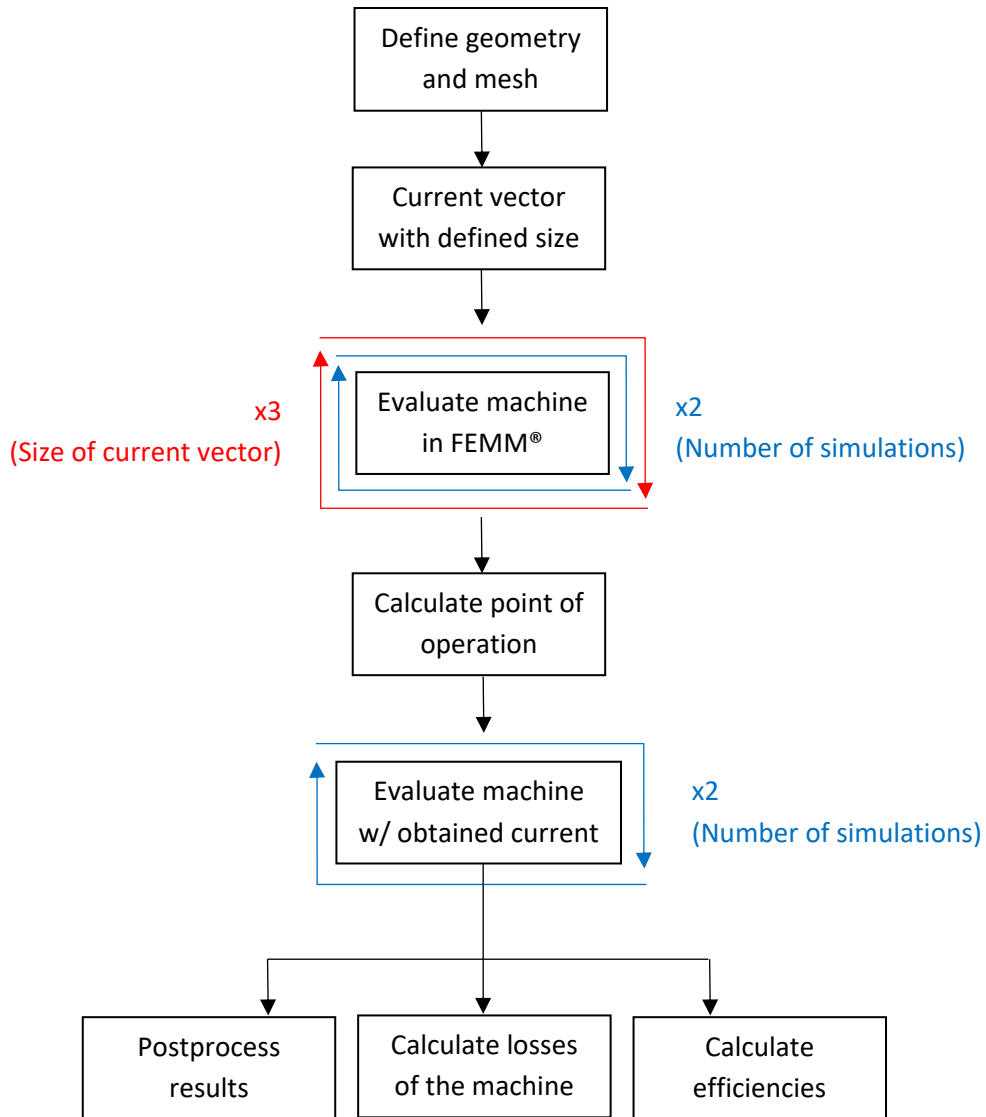 Define geometry
and mesh
Current vector
with defined size
x3
(Size of current vector)
Evaluate machine
in FEMM®
x2
(Number of simulations)
Calculate point of
operation
Evaluate machine
w/ obtained current
x2
(Number of simulations)
Postprocess
results
Calculate losses
of the machine
Calculate
efficiencies